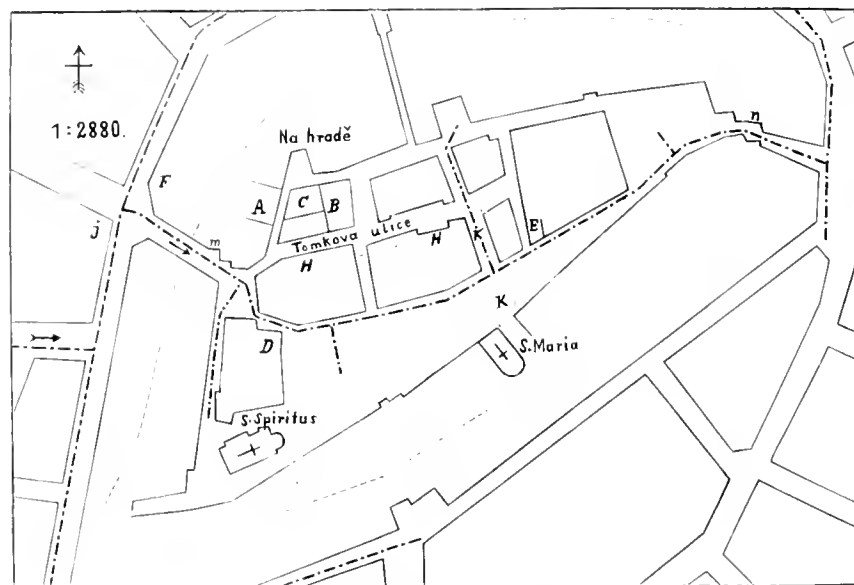 1:2880.
Na hradě
n
F
A
C
B
j
m
Tomkova ulice
E
H
H
K
K
D
S. Maria
S. Spiritus